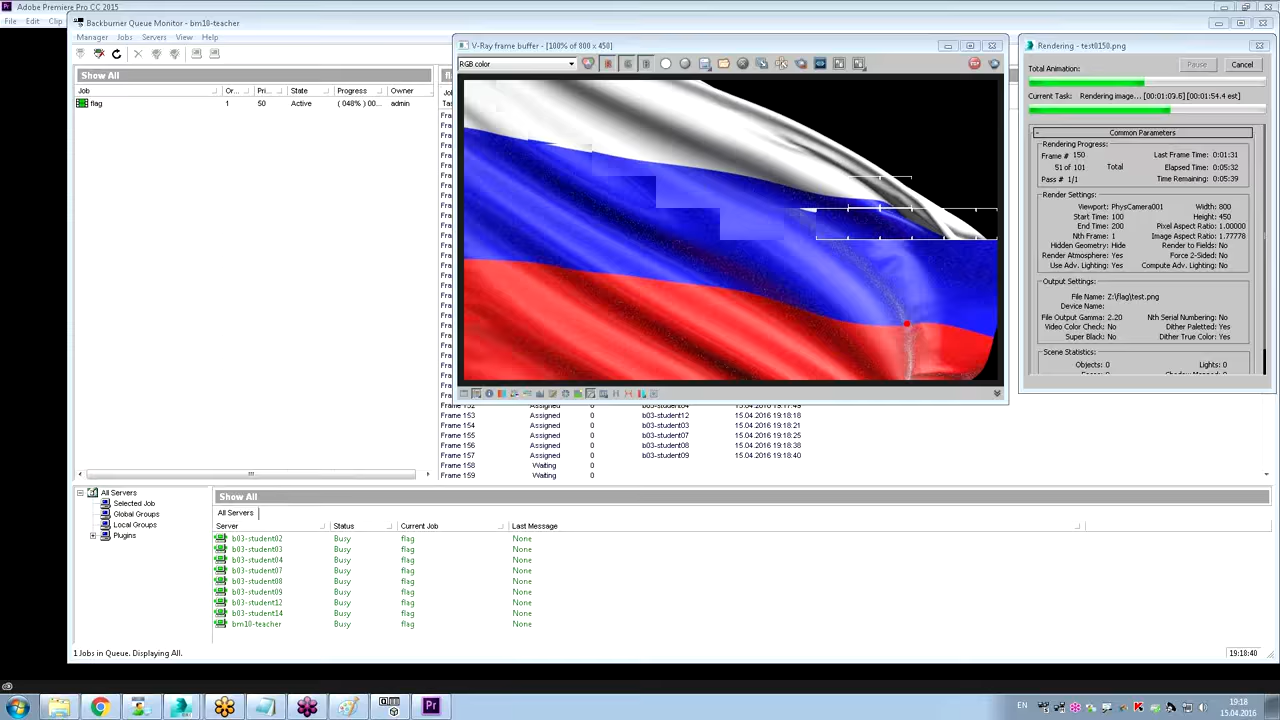 Adobe Premiere Pro CC 2015
File Edit Clip
Backburner Queue Monitor - bm10-teacher
Manager Jobs Servers View Help
Show All
Job Or... Pri... State Progress Owner
flag 1 50 Active ( 048% ) 00... admin
V-Ray frame buffer - [100% of 800 x 450]
RGB color
Frame 153 Assigned 0 b03-student12 15.04.2016 19:18:18
Frame 154 Assigned 0 b03-student03 15.04.2016 19:18:21
Frame 155 Assigned 0 b03-student07 15.04.2016 19:18:25
Frame 156 Assigned 0 b03-student08 15.04.2016 19:18:38
Frame 157 Assigned 0 b03-student09 15.04.2016 19:18:40
Frame 158 Waiting 0
Frame 159 Waiting 0
Rendering - test0150.png
Total Animation:
Pause Cancel
Current Task: Rendering image... [00:01:09.5] [00:01:54.4 est]
- Common Parameters
Rendering Progress:
Frame # 150 Last Frame Time: 0:01:31
51 of 101 Total Elapsed Time: 0:05:32
Pass # 1/1 Time Remaining: 0:05:39
Render Settings:
Viewport: PhysCamera001 Width: 800
Start Time: 100 Height: 450
End Time: 200 Pixel Aspect Ratio: 1.00000
Nth Frame: 1 Image Aspect Ratio: 1.77778
Hidden Geometry: Hide Render to Fields: No
Render Atmosphere: Yes Force 2-Sided: No
Use Adv. Lighting: Yes Compute Adv. Lighting: No
Output Settings:
File Name: Z:\flag\test.png
Device Name:
File Output Gamma: 2.20 Nth Serial Numbering: No
Video Color Check: No Dither Paletted: Yes
Super Black: No Dither True Color: Yes
Scene Statistics:
Objects: 0 Lights: 0
All Servers
Selected Job
Global Groups
Local Groups
Plugins
Show All
All Servers
Server Status Current Job Last Message
b03-student02 Busy flag None
b03-student03 Busy flag None
b03-student04 Busy flag None
b03-student07 Busy flag None
b03-student08 Busy flag None
b03-student09 Busy flag None
b03-student12 Busy flag None
b03-student14 Busy flag None
bm10-teacher Busy flag None
1 Jobs in Queue. Displaying All. 19:18:40
Pr
EN
19:18
15.04.2016